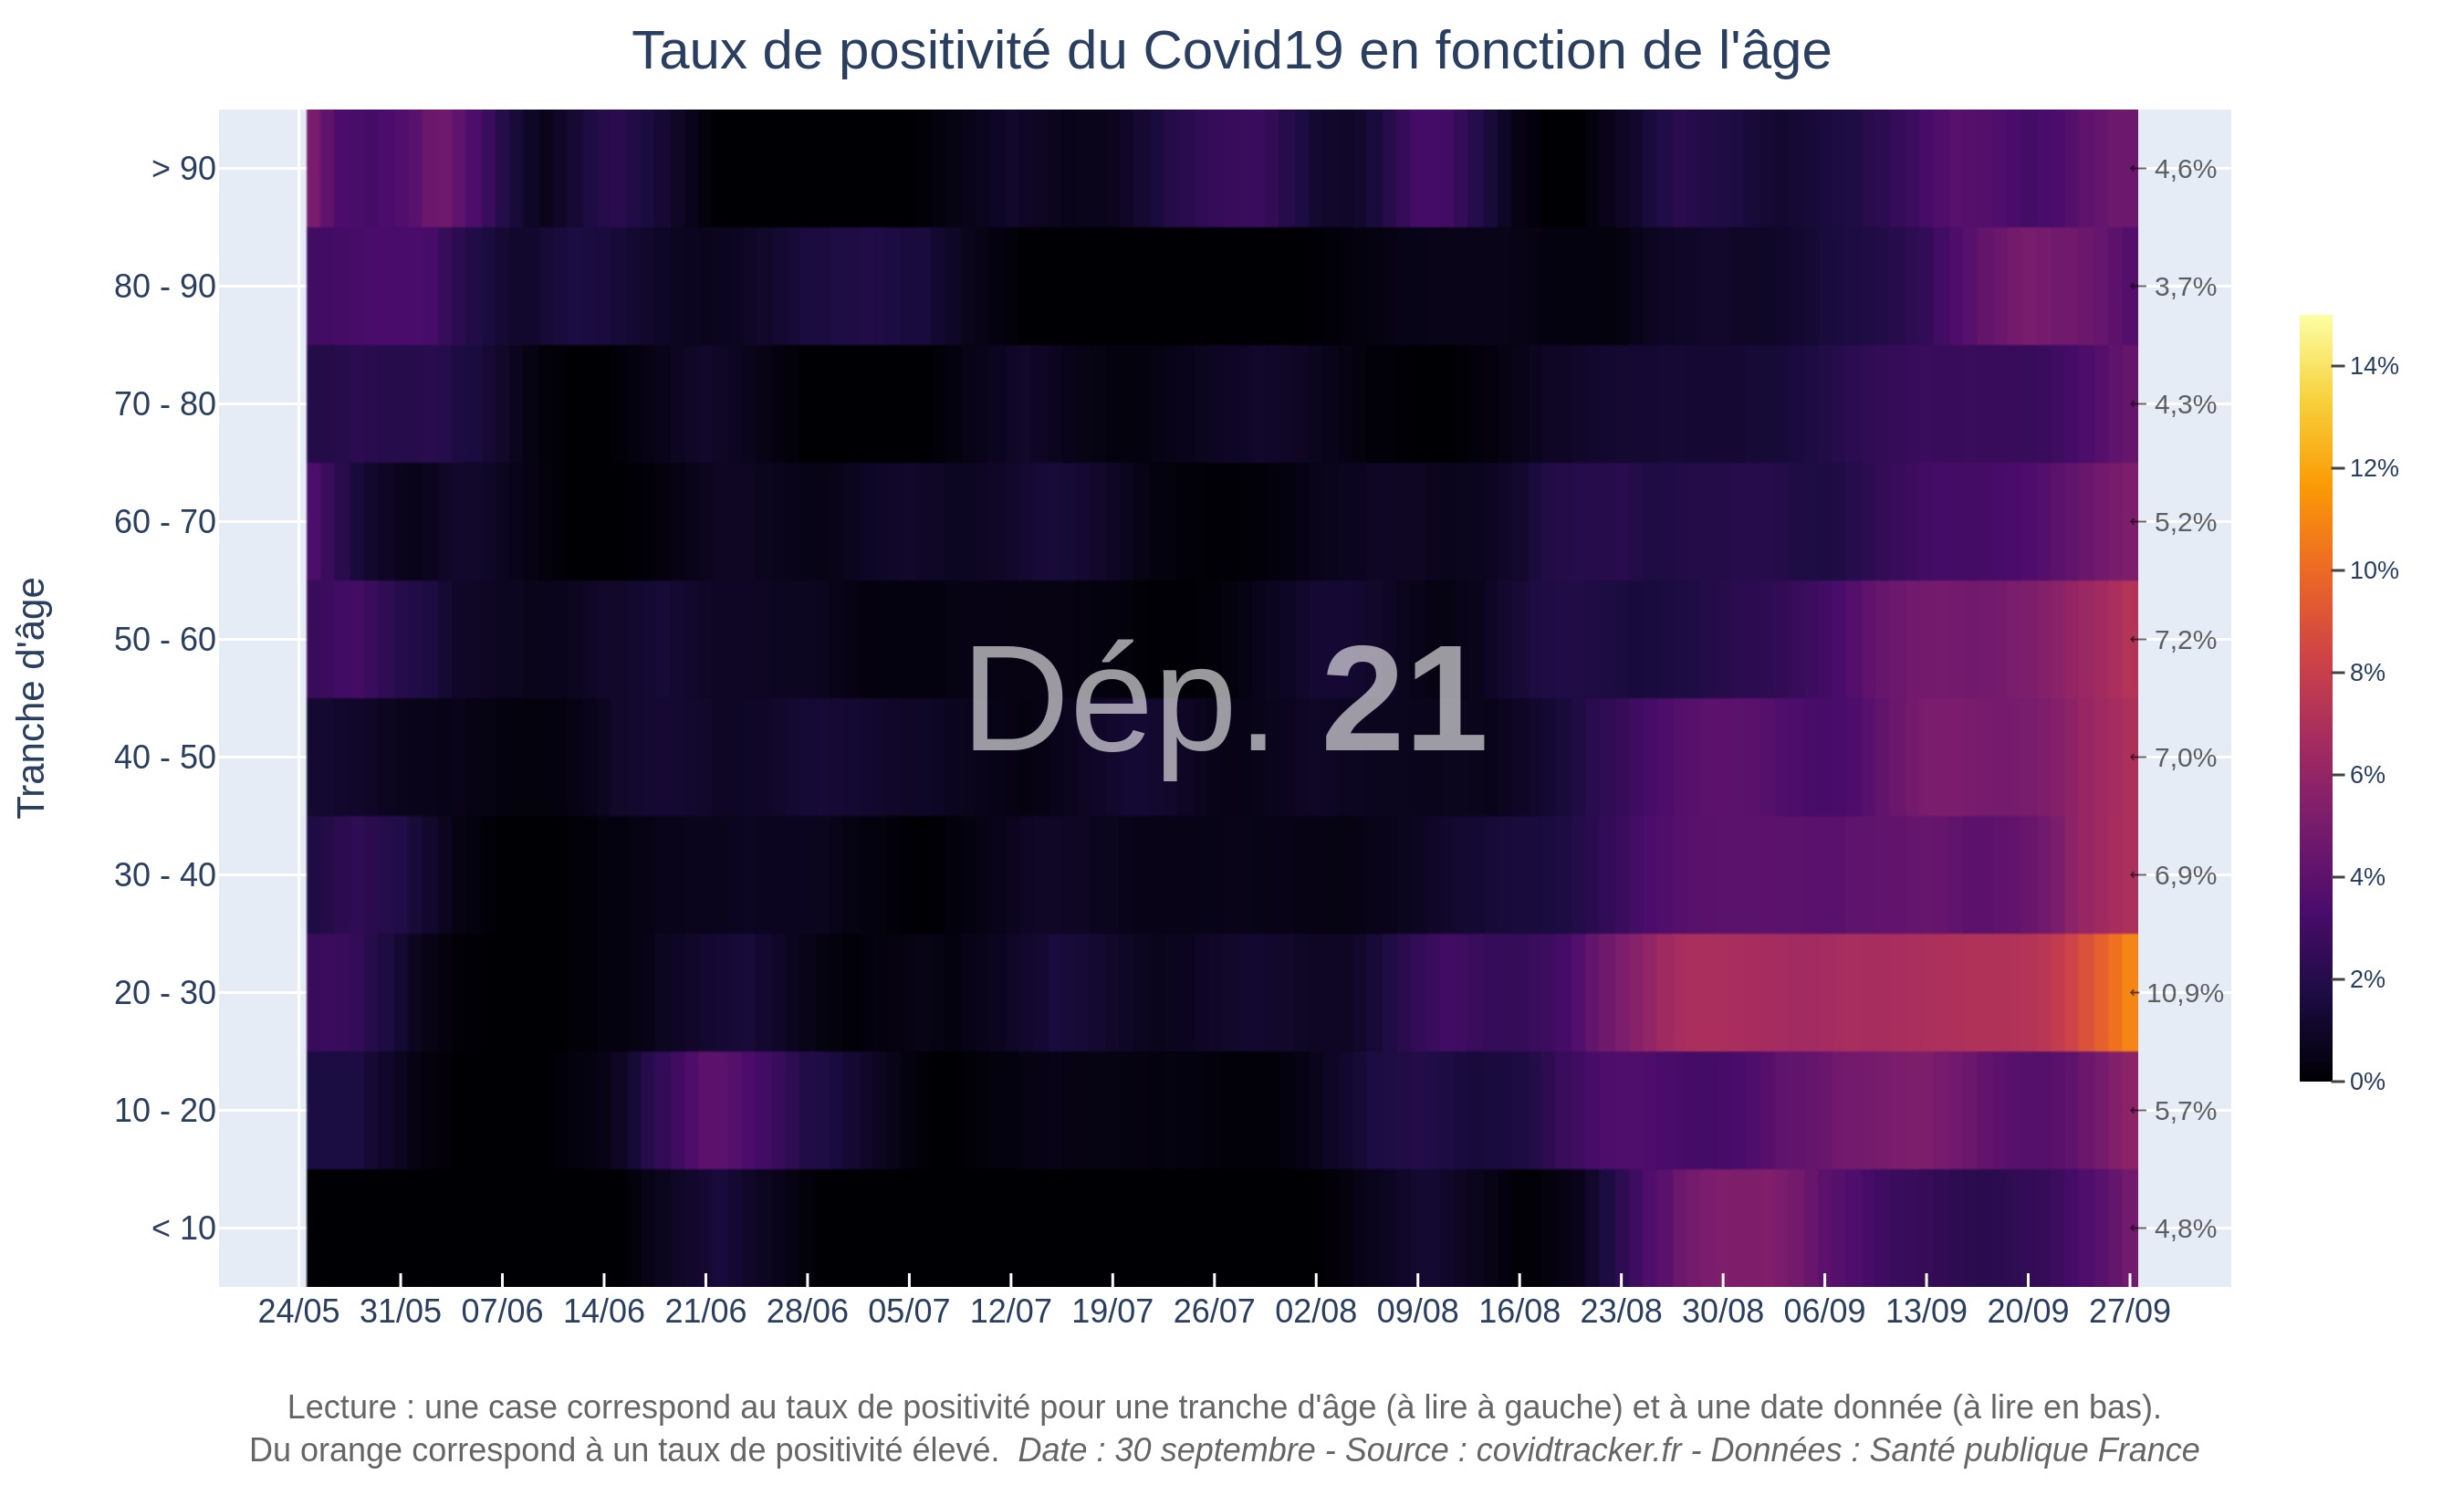 Taux de positivité du Covid19 en fonction de l'âge
Tranche d'âge
> 90
80 - 90
70 - 80
60 - 70
50 - 60
40 - 50
30 - 40
20 - 30
10 - 20
< 10
Dép. 21
4,6%
3,7%
4,3%
5,2%
7,2%
7,0%
6,9%
10,9%
5,7%
4,8%
14%
12%
10%
8%
6%
4%
2%
0%
24/05 31/05 07/06 14/06 21/06 28/06 05/07 12/07 19/07 26/07 02/08 09/08 16/08 23/08 30/08 06/09 13/09 20/09 27/09
Lecture : une case correspond au taux de positivité pour une tranche d'âge (à lire à gauche) et à une date donnée (à lire en bas).
Du orange correspond à un taux de positivité élevé. Date : 30 septembre - Source : covidtracker.fr - Données : Santé publique France